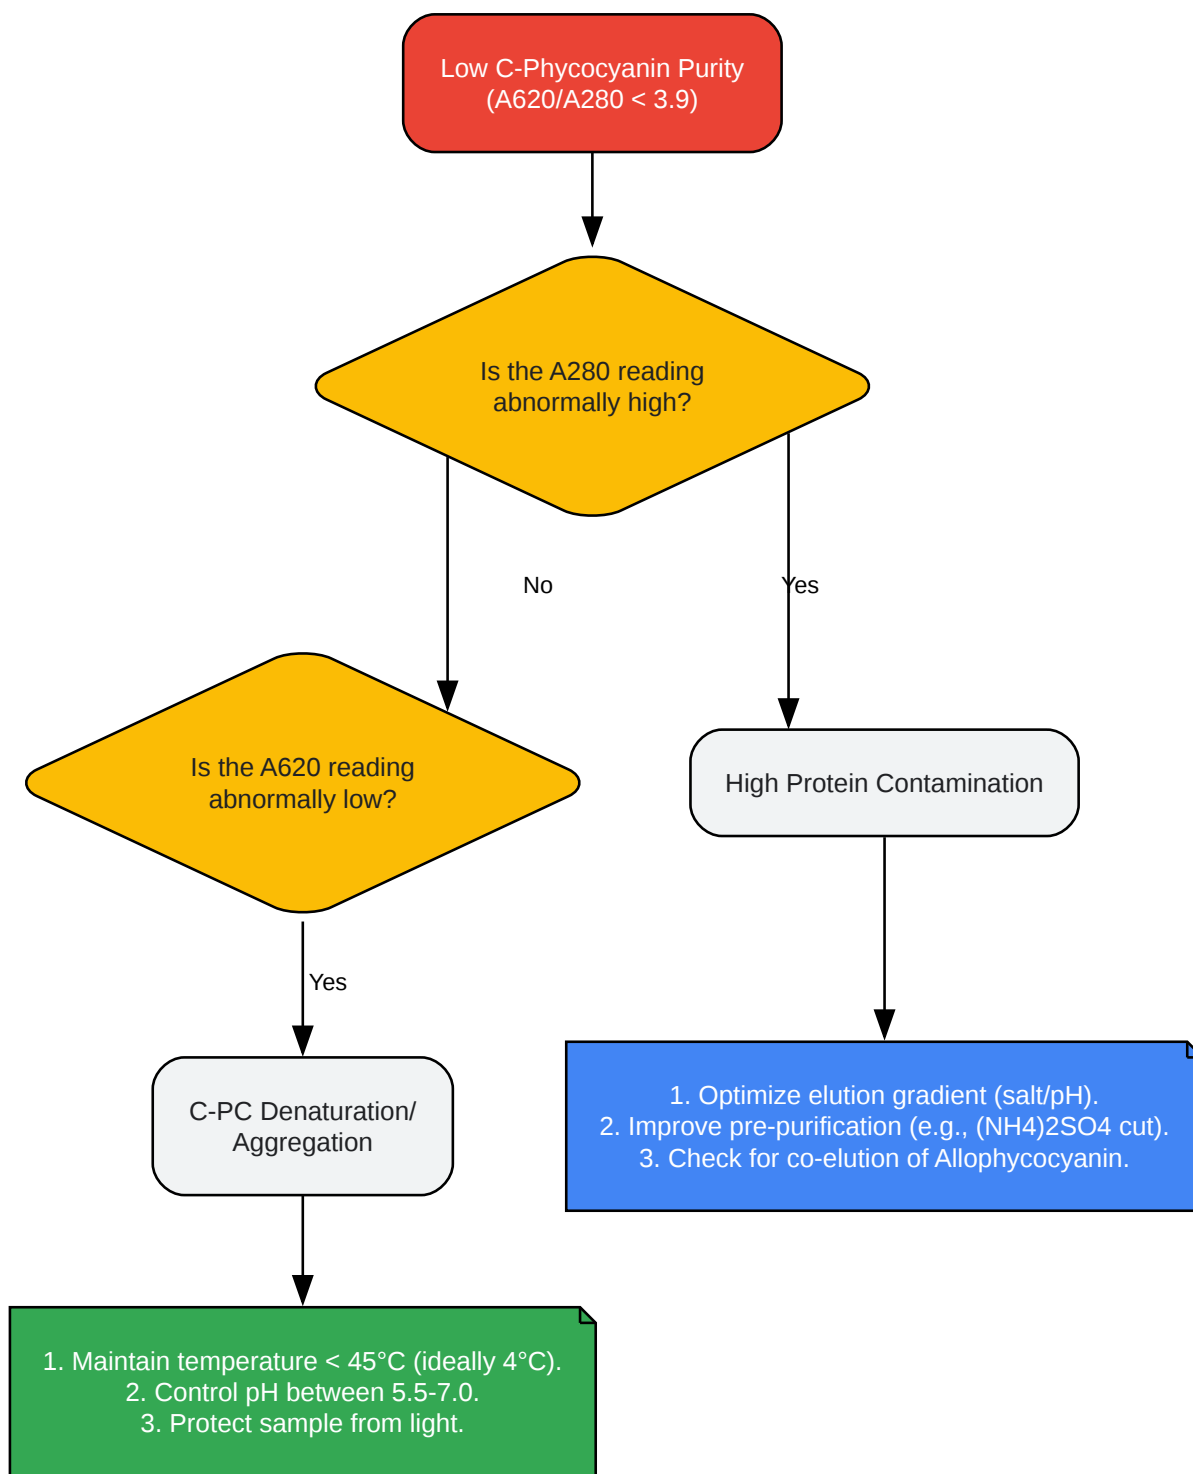 Low C-Phycocyanin Purity
(A620/A280 < 3.9)
Is the A280 reading
abnormally high?
No
Yes
Is the A620 reading
abnormally low?
High Protein Contamination
Yes
C-PC Denaturation/
Aggregation
1. Optimize elution gradient (salt/pH).
2. Improve pre-purification (e.g., (NH4)2SO4 cut).
3. Check for co-elution of Allophycocyanin.
1. Maintain temperature < 45°C (ideally 4°C).
2. Control pH between 5.5-7.0.
3. Protect sample from light.